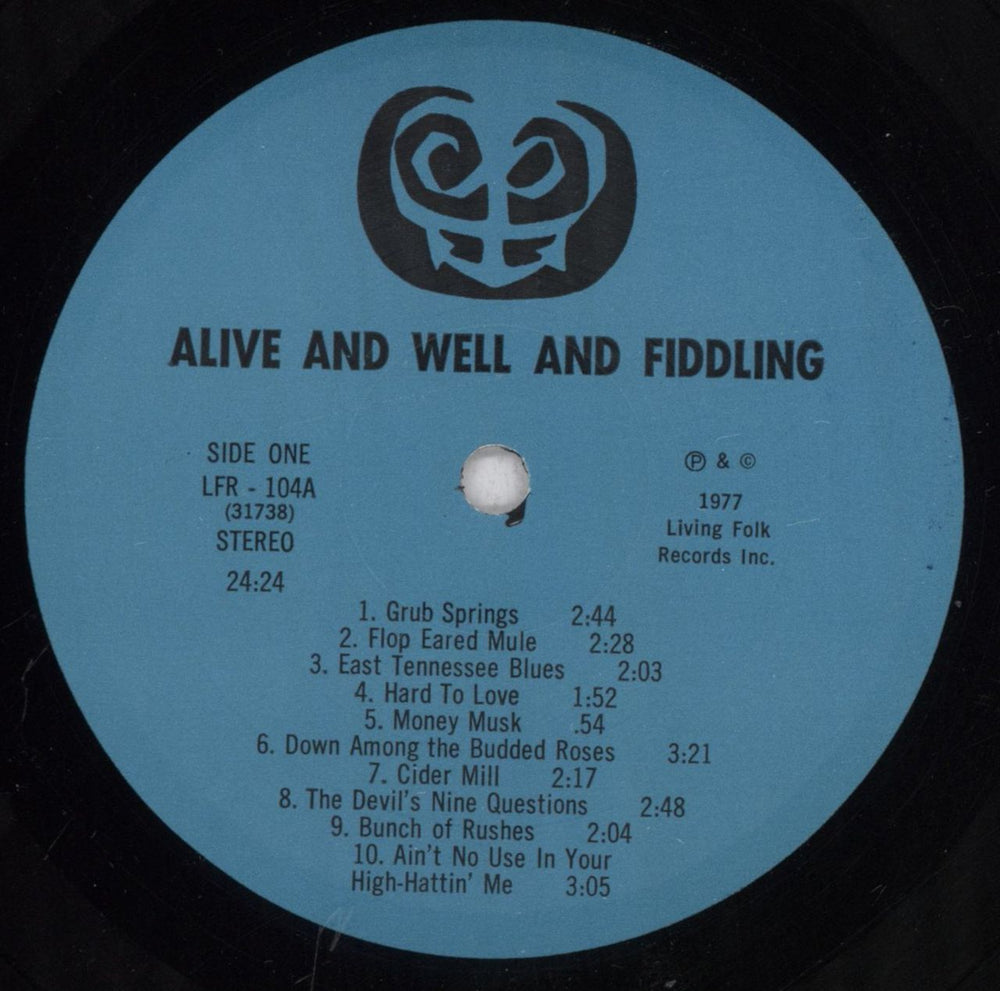 ALIVE AND WELL AND FIDDLING
SIDE ONE
LFR - 104A
(31738)
STEREO
24:24
℗ & ©
1977
Living Folk
Records Inc.
1. Grub Springs 2:44
2. Flop Eared Mule 2:28
3. East Tennessee Blues 2:03
4. Hard To Love 1:52
5. Money Musk .54
6. Down Among the Budded Roses 3:21
7. Cider Mill 2:17
8. The Devil's Nine Questions 2:48
9. Bunch of Rushes 2:04
10. Ain't No Use In Your
High-Hattin' Me 3:05